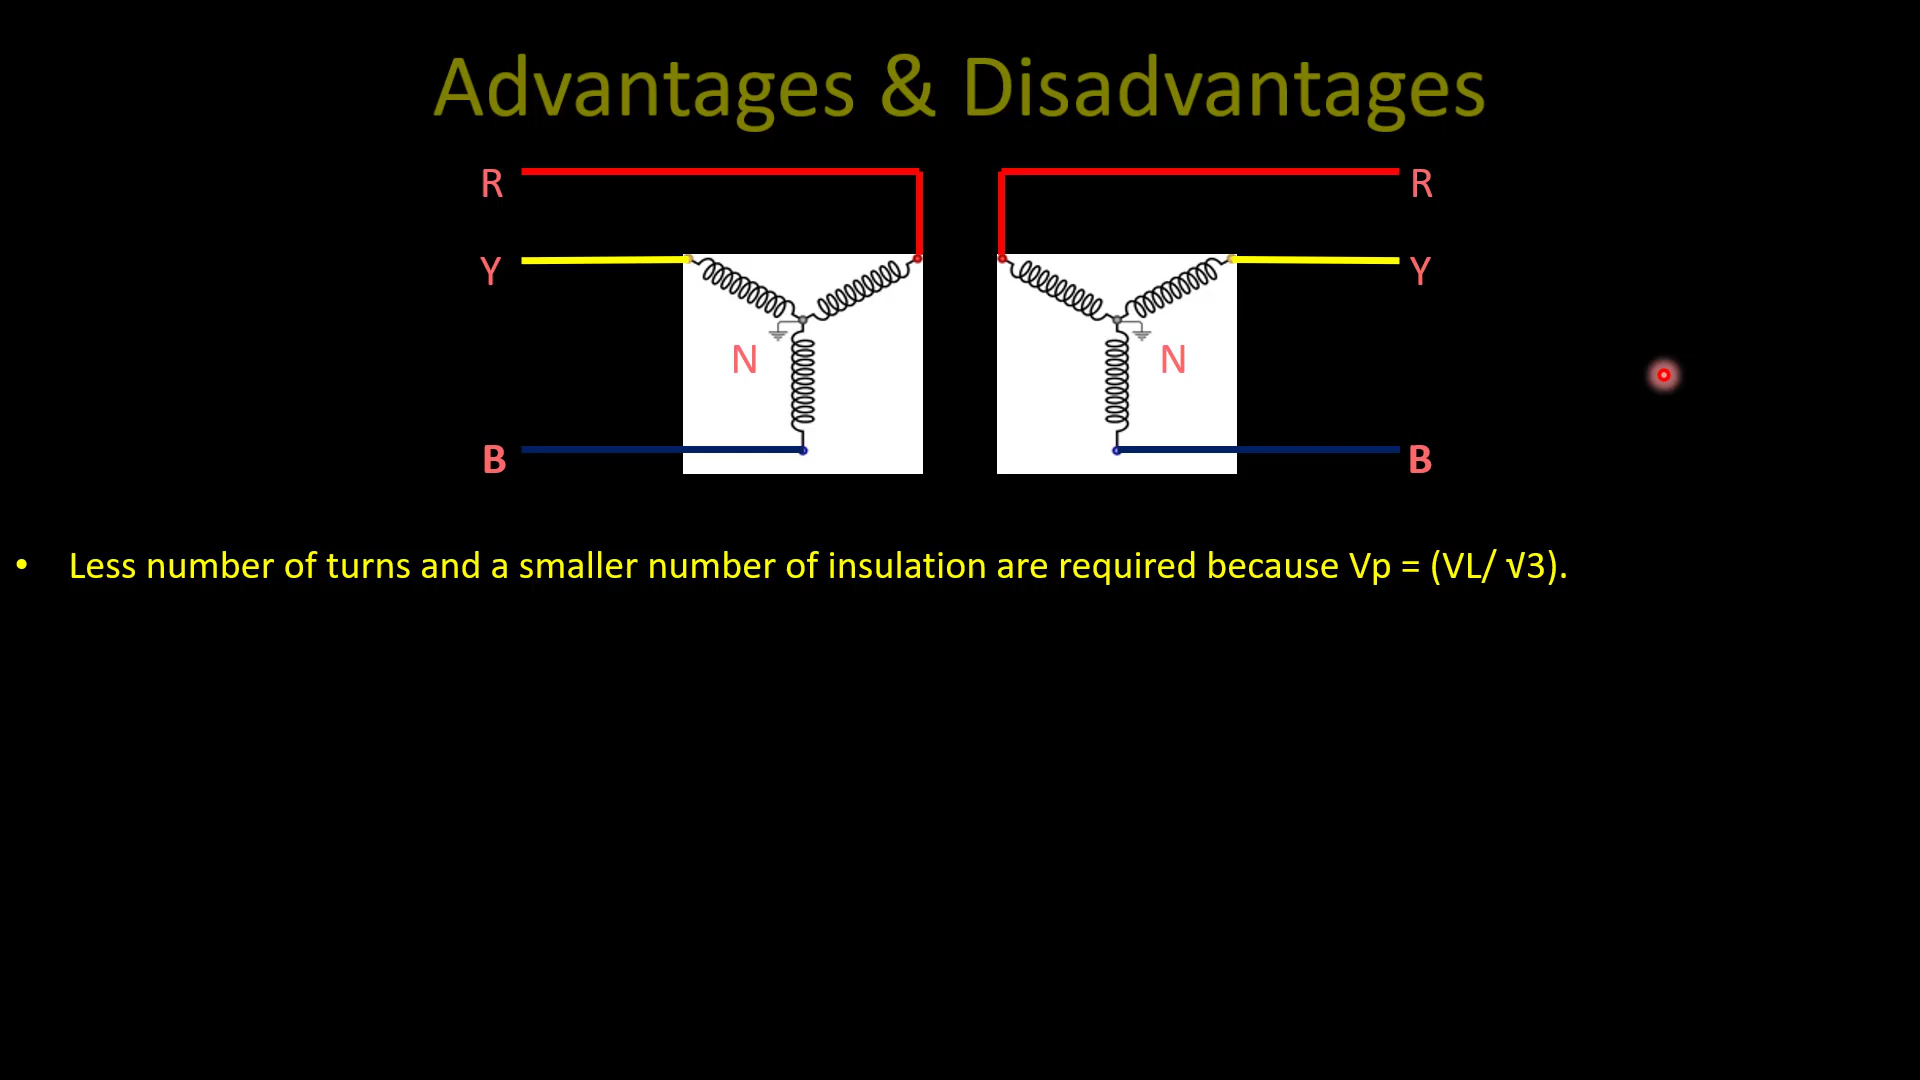 Advantages & Disadvantages
R R
Y Y
N N
B B
• Less number of turns and a smaller number of insulation are required because Vp = (VL/ √3).